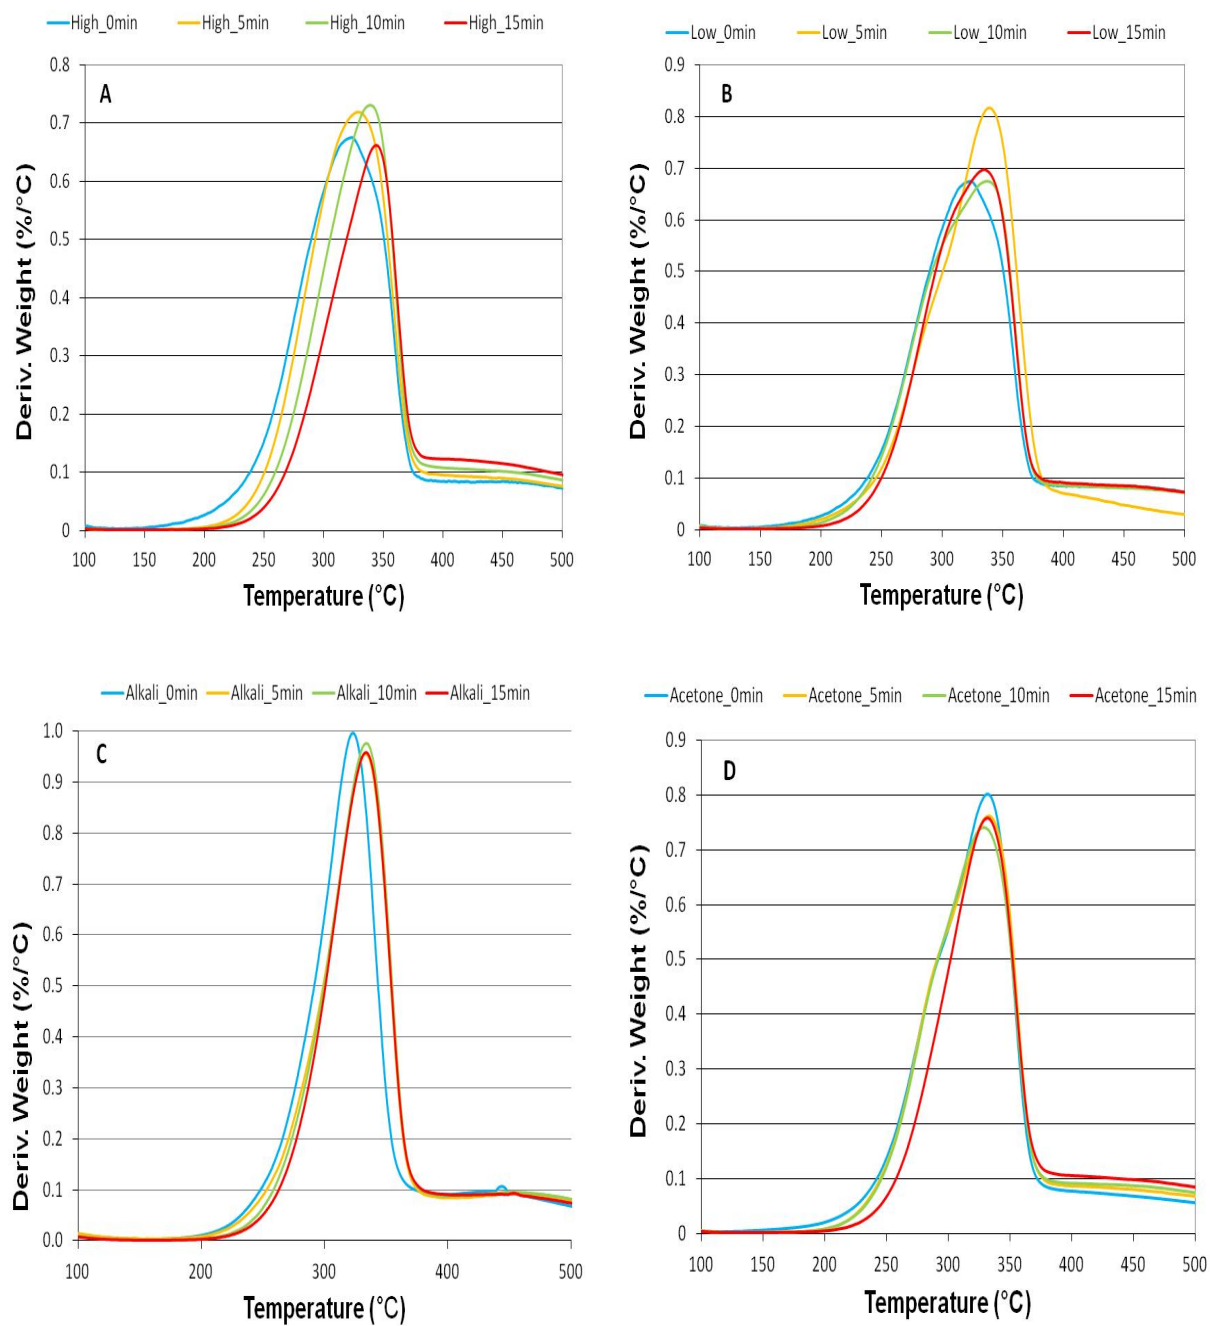 High_0min High_5min High_10min High_15min
A
0.8
0.7
0.6
0.5
0.4
0.3
0.2
0.1
0
100 150 200 250 300 350 400 450 500
Deriv. Weight (%/°C)
Temperature (°C)
Low_0min Low_5min Low_10min Low_15min
B
0.9
0.8
0.7
0.6
0.5
0.4
0.3
0.2
0.1
0
100 150 200 250 300 350 400 450 500
Deriv. Weight (%/°C)
Temperature (°C)
Alkali_0min Alkali_5min Alkali_10min Alkali_15min
C
1.0
0.9
0.8
0.7
0.6
0.5
0.4
0.3
0.2
0.1
0.0
100 200 300 400 500
Deriv. Weight (%/°C)
Temperature (°C)
Acetone_0min Acetone_5min Acetone_10min Acetone_15min
D
0.9
0.8
0.7
0.6
0.5
0.4
0.3
0.2
0.1
0
100 150 200 250 300 350 400 450 500
Deriv. Weight (%/°C)
Temperature (°C)